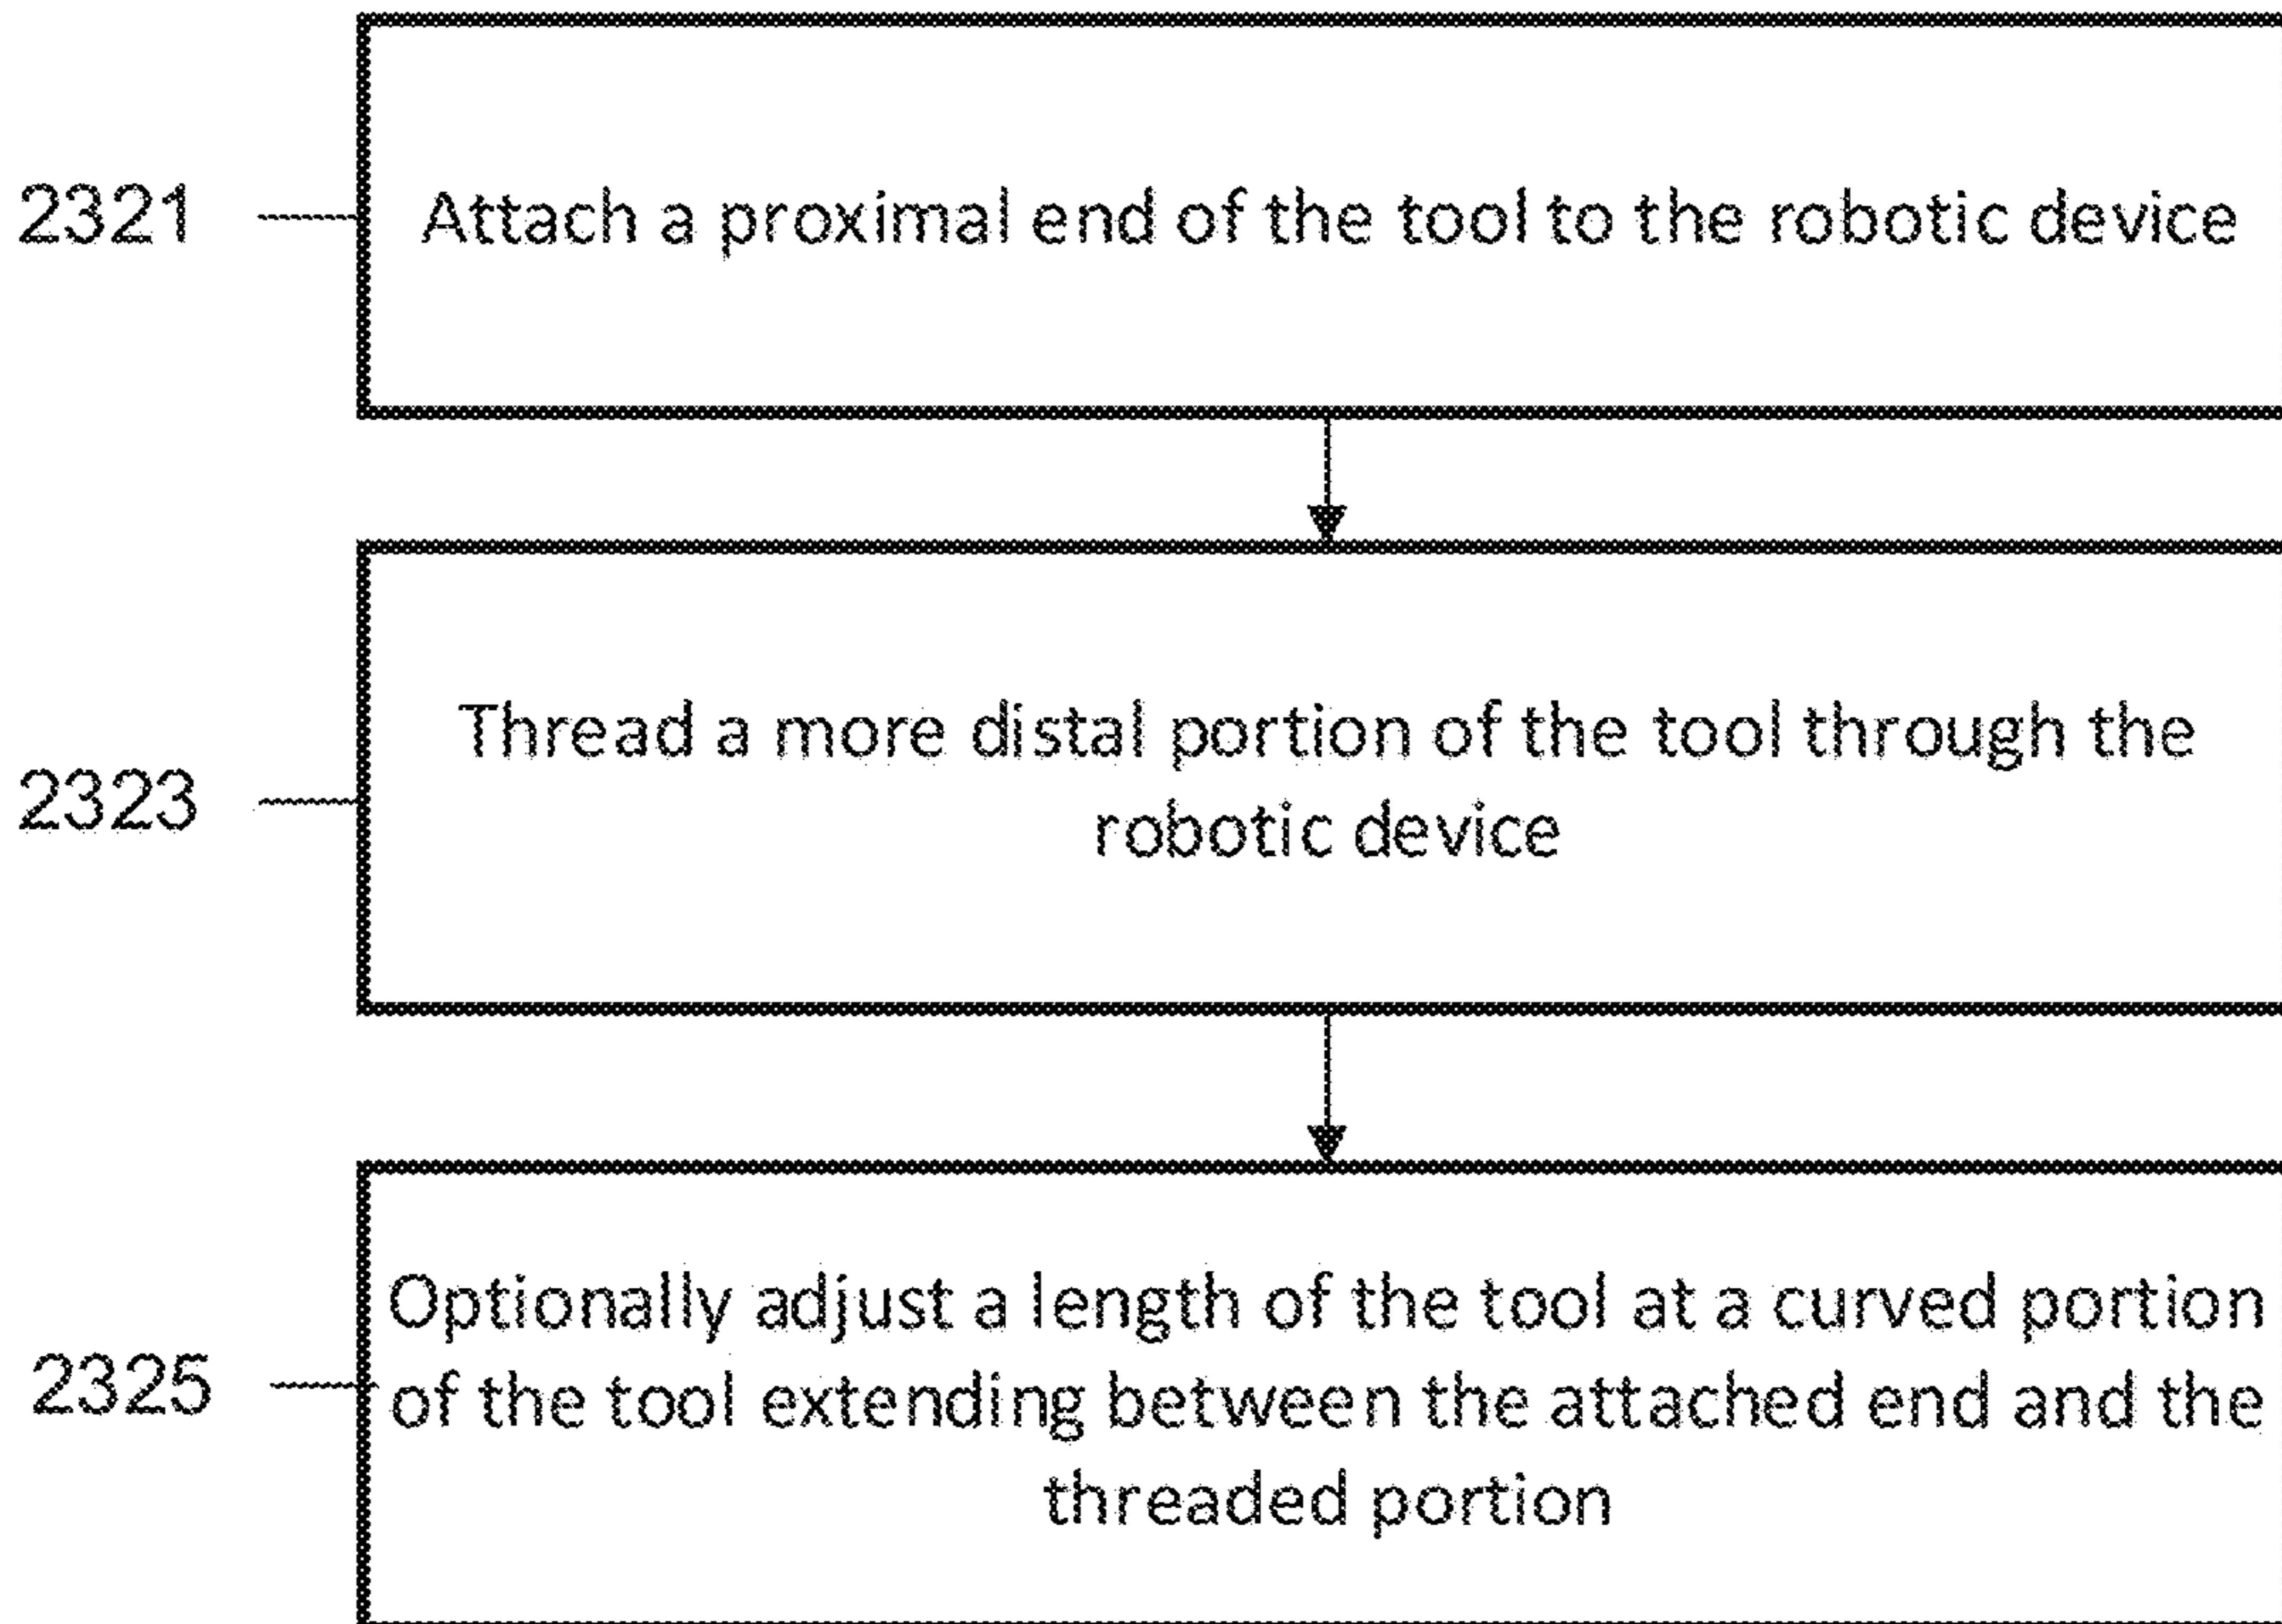 2321
Attach a proximal end of the tool to the robotic device
2323
Thread a more distal portion of the tool through the
robotic device
2325
Optionally adjust a length of the tool at a curved portion
of the tool extending between the attached end and the
threaded portion